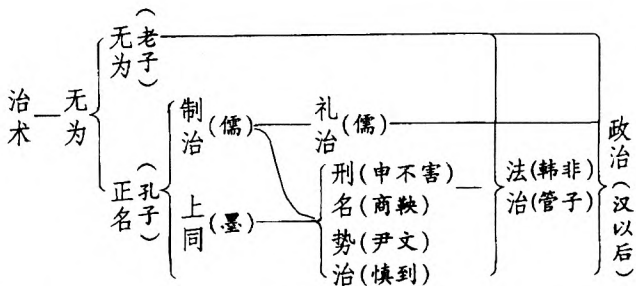 治术
无为
无为（老子）
正名（孔子）
制治（儒）
上同（墨）
礼治（儒）
刑（申不害）
名（商鞅）
势（尹文）
治（慎到）
法（韩非）
治（管子）
政治（汉以后）